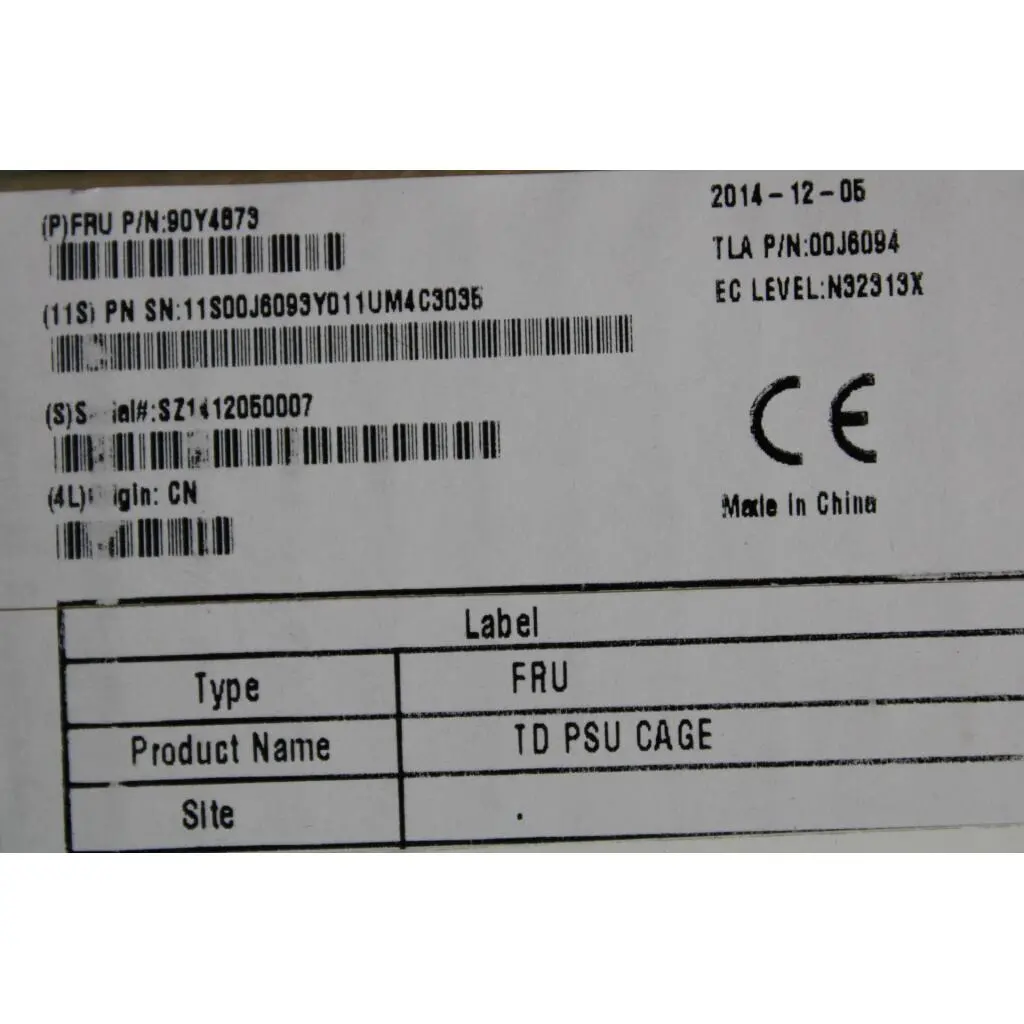 (P)FRU P/N:90Y4873
(11S) PN SN:11S00J6093Y011UM4C3035
(S)S ial#:SZ1412050007
(4L) igin: CN
2014-12-05
TLA P/N:00J6094
EC LEVEL:N32313X
CE
Made in China
Label
Type FRU
Product Name TD PSU CAGE
Site .